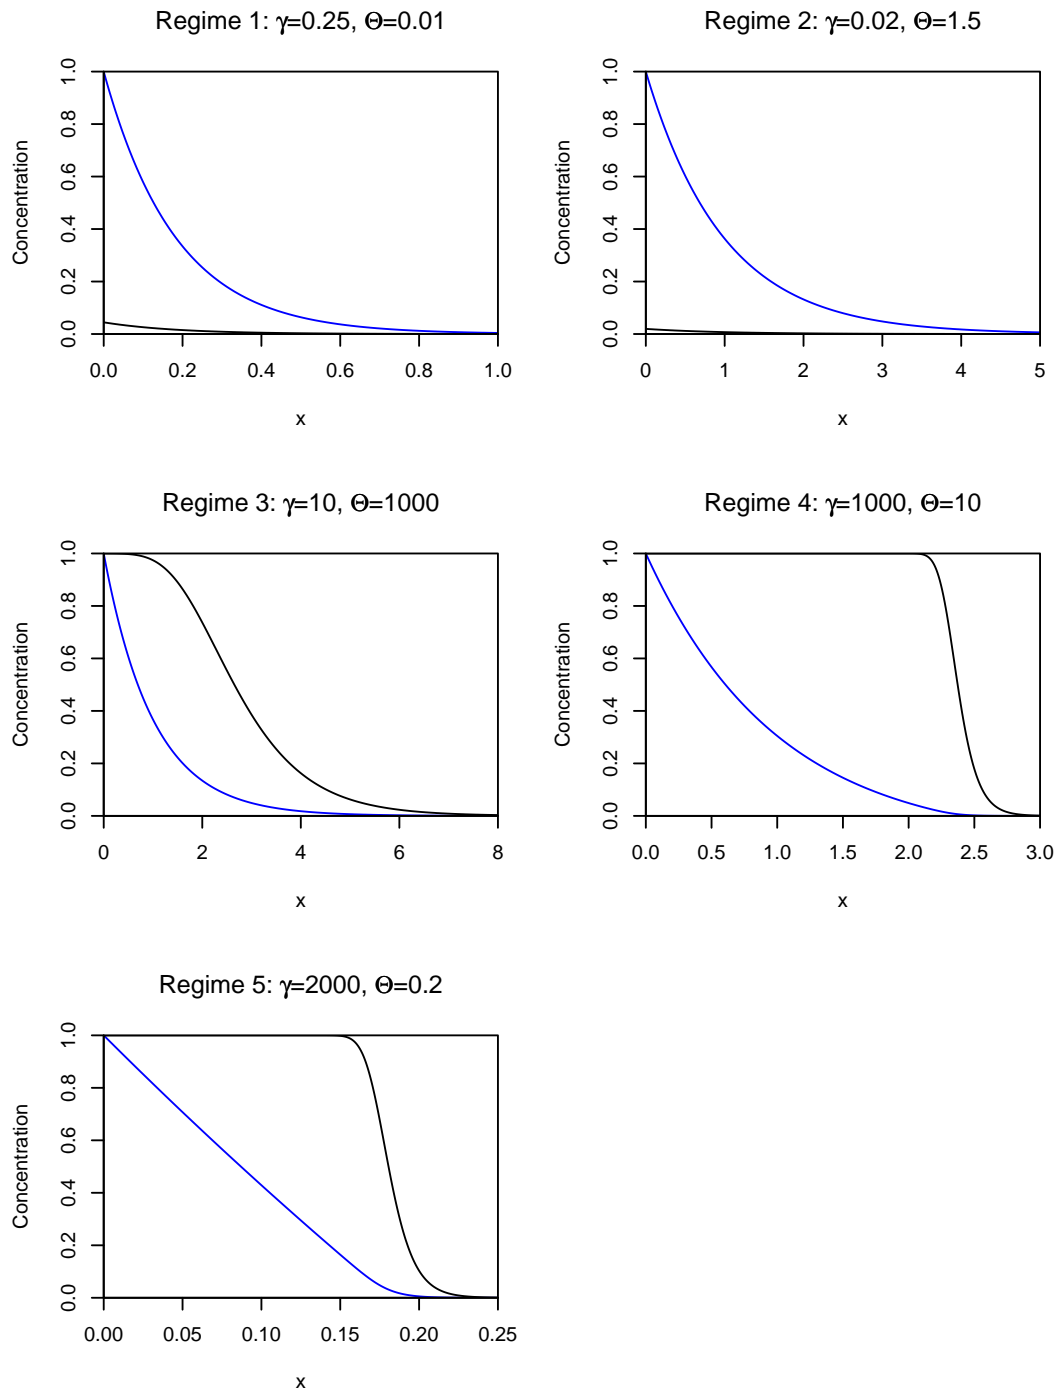 Regime 1: γ=0.25, Θ=0.01
Concentration
0.0 0.2 0.4 0.6 0.8 1.0
0.0 0.2 0.4 0.6 0.8 1.0
x
Regime 2: γ=0.02, Θ=1.5
Concentration
0.0 0.2 0.4 0.6 0.8 1.0
0 1 2 3 4 5
x
Regime 3: γ=10, Θ=1000
Concentration
0.0 0.2 0.4 0.6 0.8 1.0
0 2 4 6 8
x
Regime 4: γ=1000, Θ=10
Concentration
0.0 0.2 0.4 0.6 0.8 1.0
0.0 0.5 1.0 1.5 2.0 2.5 3.0
x
Regime 5: γ=2000, Θ=0.2
Concentration
0.0 0.2 0.4 0.6 0.8 1.0
0.00 0.05 0.10 0.15 0.20 0.25
x